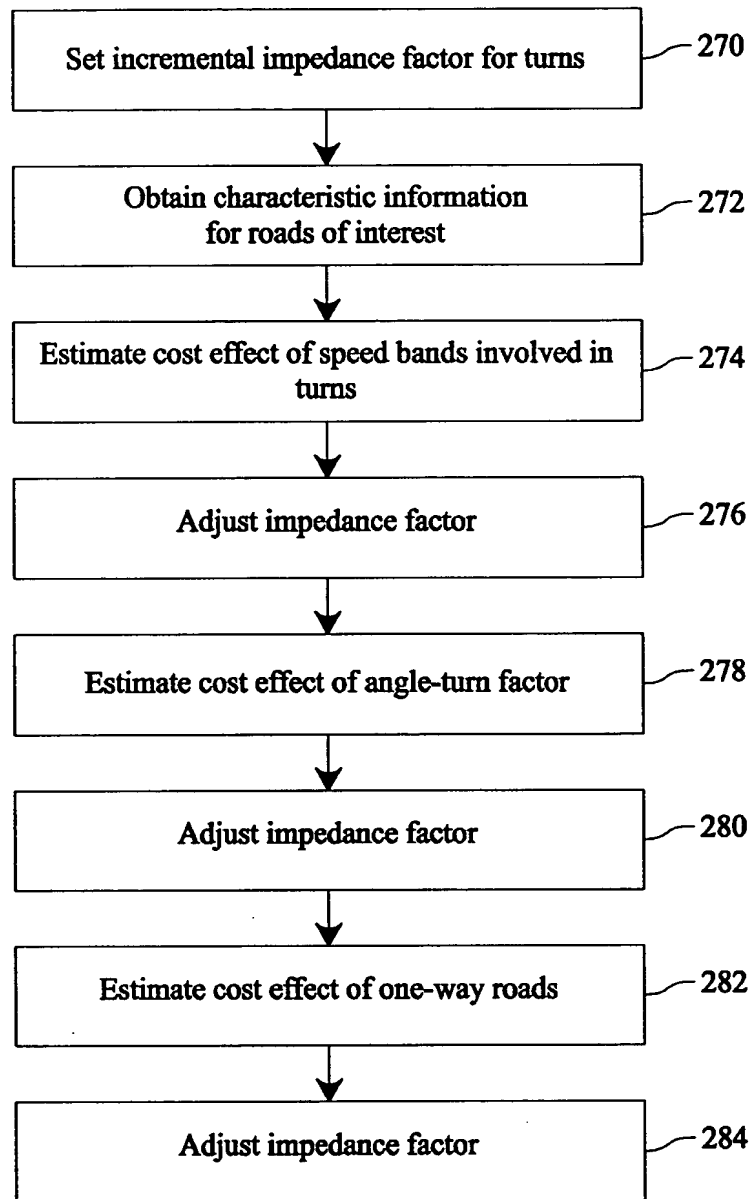 Set incremental impedance factor for turns
270
Obtain characteristic information
for roads of interest
272
Estimate cost effect of speed bands involved in
turns
274
Adjust impedance factor
276
Estimate cost effect of angle-turn factor
278
Adjust impedance factor
280
Estimate cost effect of one-way roads
282
Adjust impedance factor
284